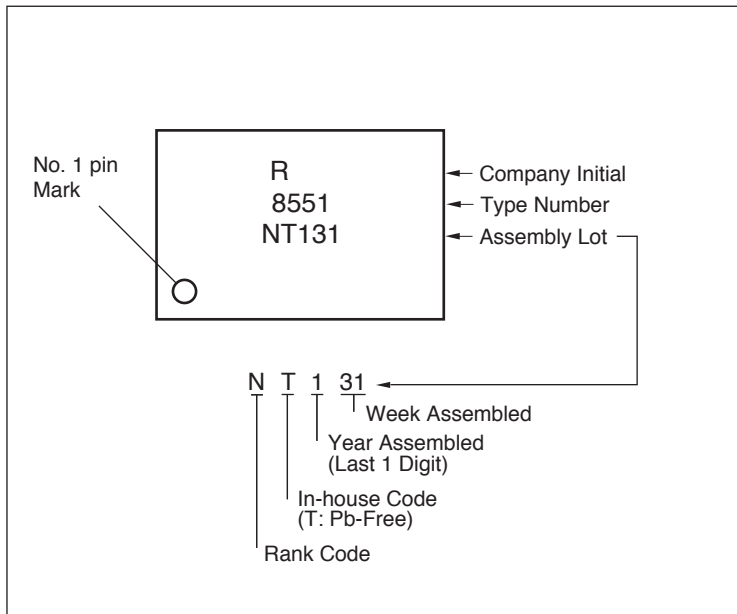 No. 1 pin
Mark
R
8551
NT131
Company Initial
Type Number
Assembly Lot
N T 1 31
Week Assembled
Year Assembled
(Last 1 Digit)
In-house Code
(T: Pb-Free)
Rank Code